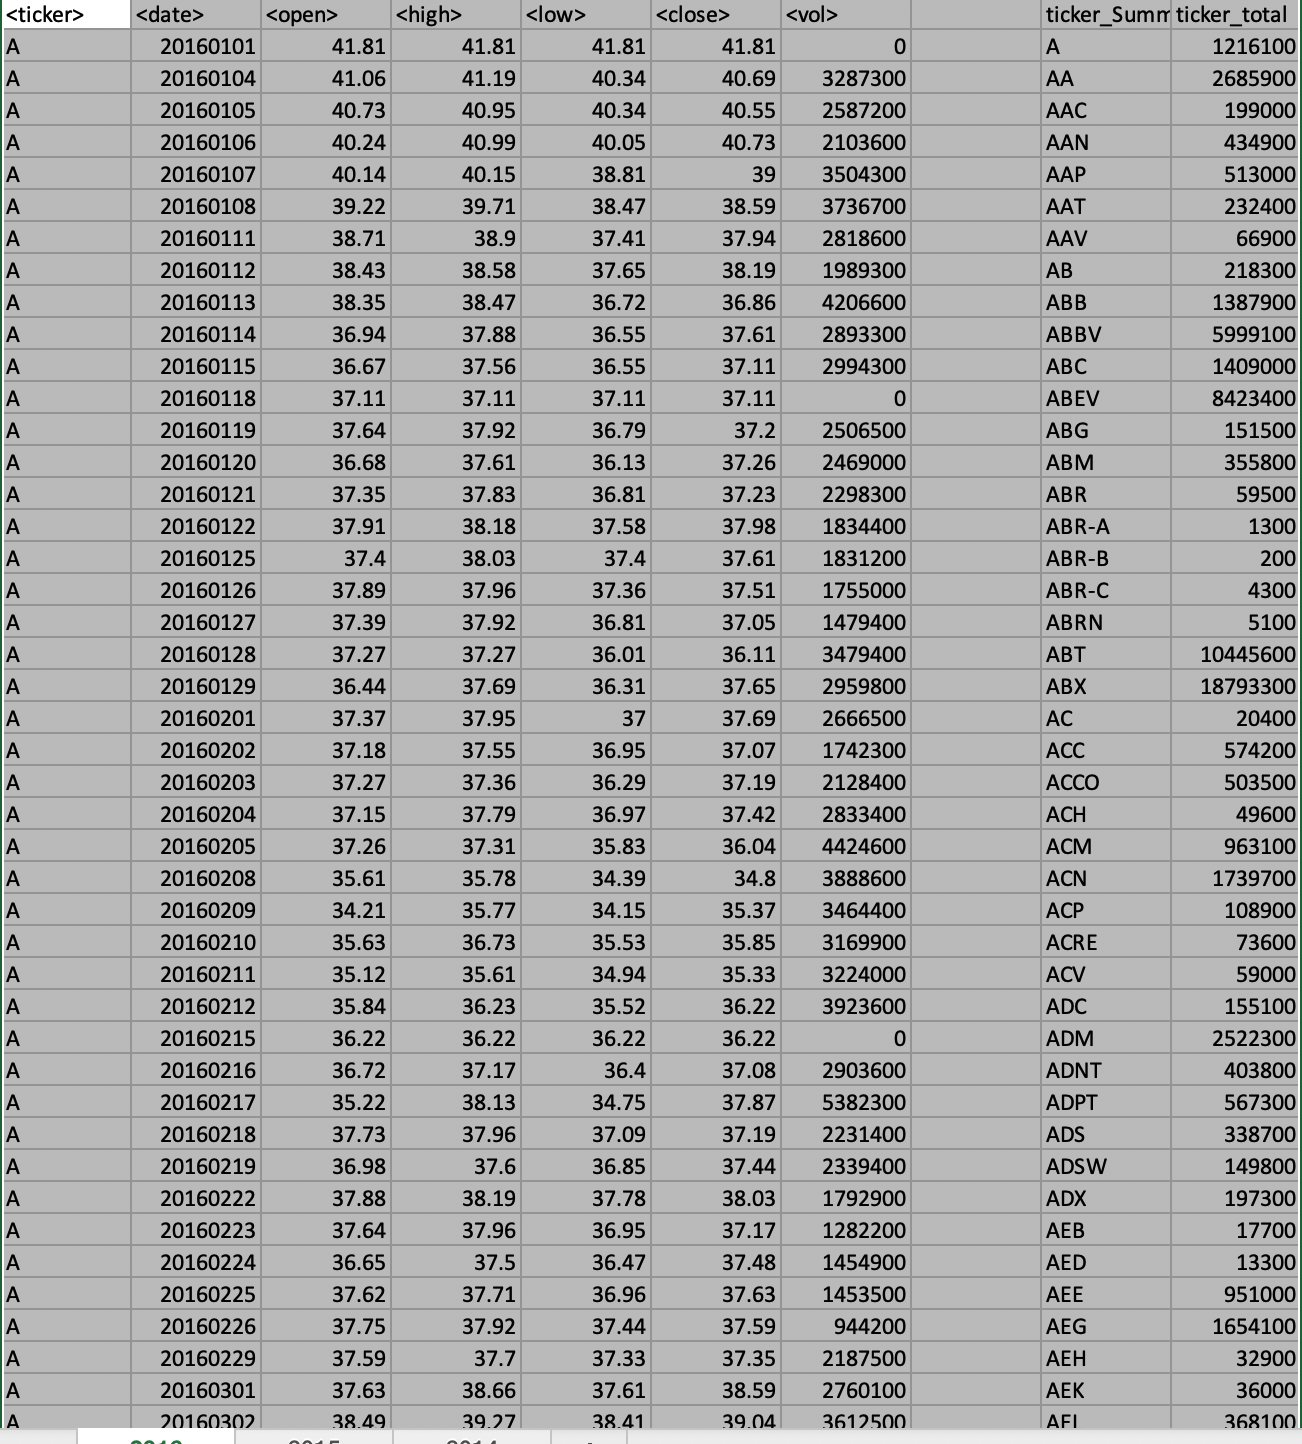 <ticker> <date> <open> <high> <low> <close> <vol> ticker_Summ ticker_total
A 20160101 41.81 41.81 41.81 41.81 0 A 1216100
A 20160104 41.06 41.19 40.34 40.69 3287300 AA 2685900
A 20160105 40.73 40.95 40.34 40.55 2587200 AAC 199000
A 20160106 40.24 40.99 40.05 40.73 2103600 AAN 434900
A 20160107 40.14 40.15 38.81 39 3504300 AAP 513000
A 20160108 39.22 39.71 38.47 38.59 3736700 AAT 232400
A 20160111 38.71 38.9 37.41 37.94 2818600 AAV 66900
A 20160112 38.43 38.58 37.65 38.19 1989300 AB 218300
A 20160113 38.35 38.47 36.72 36.86 4206600 ABB 1387900
A 20160114 36.94 37.88 36.55 37.61 2893300 ABBV 5999100
A 20160115 36.67 37.56 36.55 37.11 2994300 ABC 1409000
A 20160118 37.11 37.11 37.11 37.11 0 ABEV 8423400
A 20160119 37.64 37.92 36.79 37.2 2506500 ABG 151500
A 20160120 36.68 37.61 36.13 37.26 2469000 ABM 355800
A 20160121 37.35 37.83 36.81 37.23 2298300 ABR 59500
A 20160122 37.91 38.18 37.58 37.98 1834400 ABR-A 1300
A 20160125 37.4 38.03 37.4 37.61 1831200 ABR-B 200
A 20160126 37.89 37.96 37.36 37.51 1755000 ABR-C 4300
A 20160127 37.39 37.92 36.81 37.05 1479400 ABRN 5100
A 20160128 37.27 37.27 36.01 36.11 3479400 ABT 10445600
A 20160129 36.44 37.69 36.31 37.65 2959800 ABX 18793300
A 20160201 37.37 37.95 37 37.69 2666500 AC 20400
A 20160202 37.18 37.55 36.95 37.07 1742300 ACC 574200
A 20160203 37.27 37.36 36.29 37.19 2128400 ACCO 503500
A 20160204 37.15 37.79 36.97 37.42 2833400 ACH 49600
A 20160205 37.26 37.31 35.83 36.04 4424600 ACM 963100
A 20160208 35.61 35.78 34.39 34.8 3888600 ACN 1739700
A 20160209 34.21 35.77 34.15 35.37 3464400 ACP 108900
A 20160210 35.63 36.73 35.53 35.85 3169900 ACRE 73600
A 20160211 35.12 35.61 34.94 35.33 3224000 ACV 59000
A 20160212 35.84 36.23 35.52 36.22 3923600 ADC 155100
A 20160215 36.22 36.22 36.22 36.22 0 ADM 2522300
A 20160216 36.72 37.17 36.4 37.08 2903600 ADNT 403800
A 20160217 35.22 38.13 34.75 37.87 5382300 ADPT 567300
A 20160218 37.73 37.96 37.09 37.19 2231400 ADS 338700
A 20160219 36.98 37.6 36.85 37.44 2339400 ADSW 149800
A 20160222 37.88 38.19 37.78 38.03 1792900 ADX 197300
A 20160223 37.64 37.96 36.95 37.17 1282200 AEB 17700
A 20160224 36.65 37.5 36.47 37.48 1454900 AED 13300
A 20160225 37.62 37.71 36.96 37.63 1453500 AEE 951000
A 20160226 37.75 37.92 37.44 37.59 944200 AEG 1654100
A 20160229 37.59 37.7 37.33 37.35 2187500 AEH 32900
A 20160301 37.63 38.66 37.61 38.59 2760100 AEK 36000
A 20160302 38.49 39.27 38.41 39.04 3612500 AEL 368100
2016 2015 2014